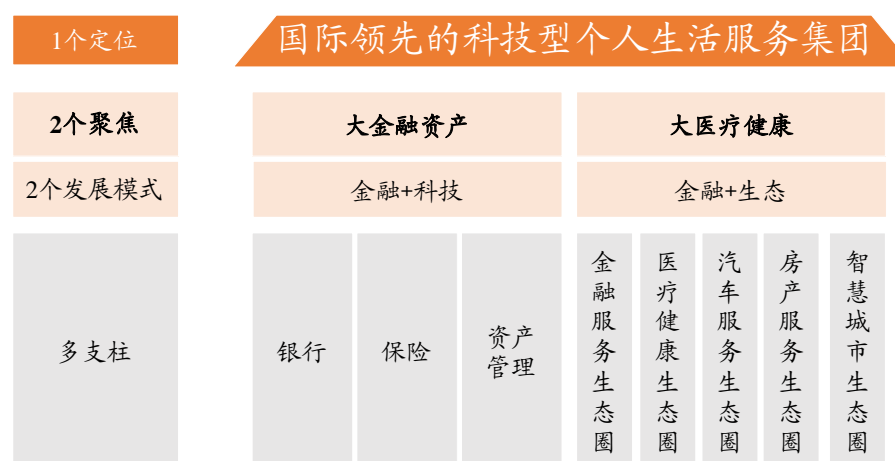 1个定位
国际领先的科技型个人生活服务集团
2个聚焦
大金融资产
大医疗健康
2个发展模式
金融+科技
金融+生态
多支柱
银行
保险
资产
管理
金融服务生态圈
医疗健康生态圈
汽车服务生态圈
房产服务生态圈
智慧城市生态圈